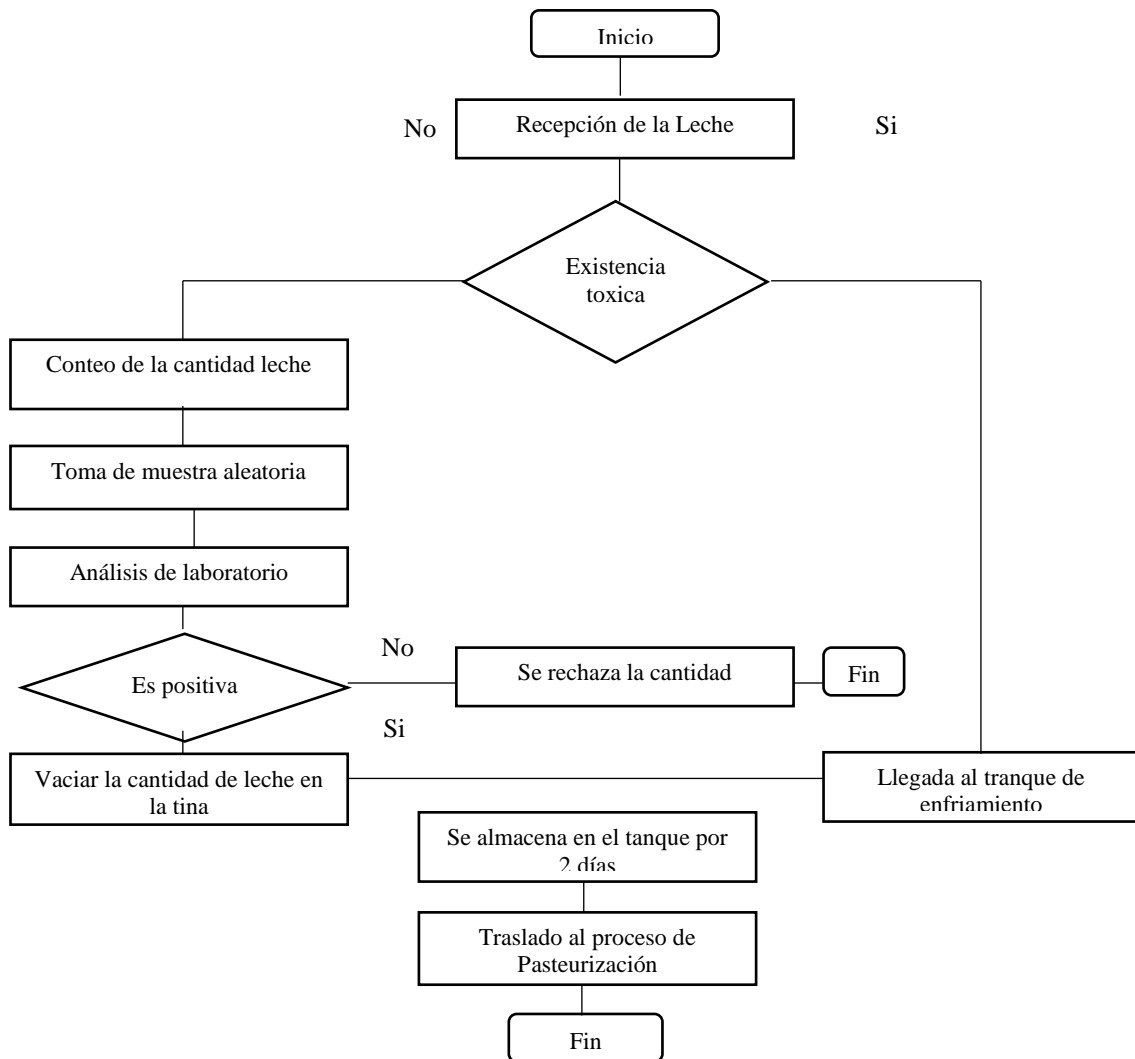 Inicio
No
Recepción de la Leche
Si
Existencia
toxica
Conteo de la cantidad leche
Toma de muestra aleatoria
Análisis de laboratorio
Es positiva
No
Se rechaza la cantidad
Fin
Si
Vaciar la cantidad de leche en
la tina
Llegada al tranque de
enfriamiento
Se almacena en el tanque por
2 días
Traslado al proceso de
Pasteurización
Fin